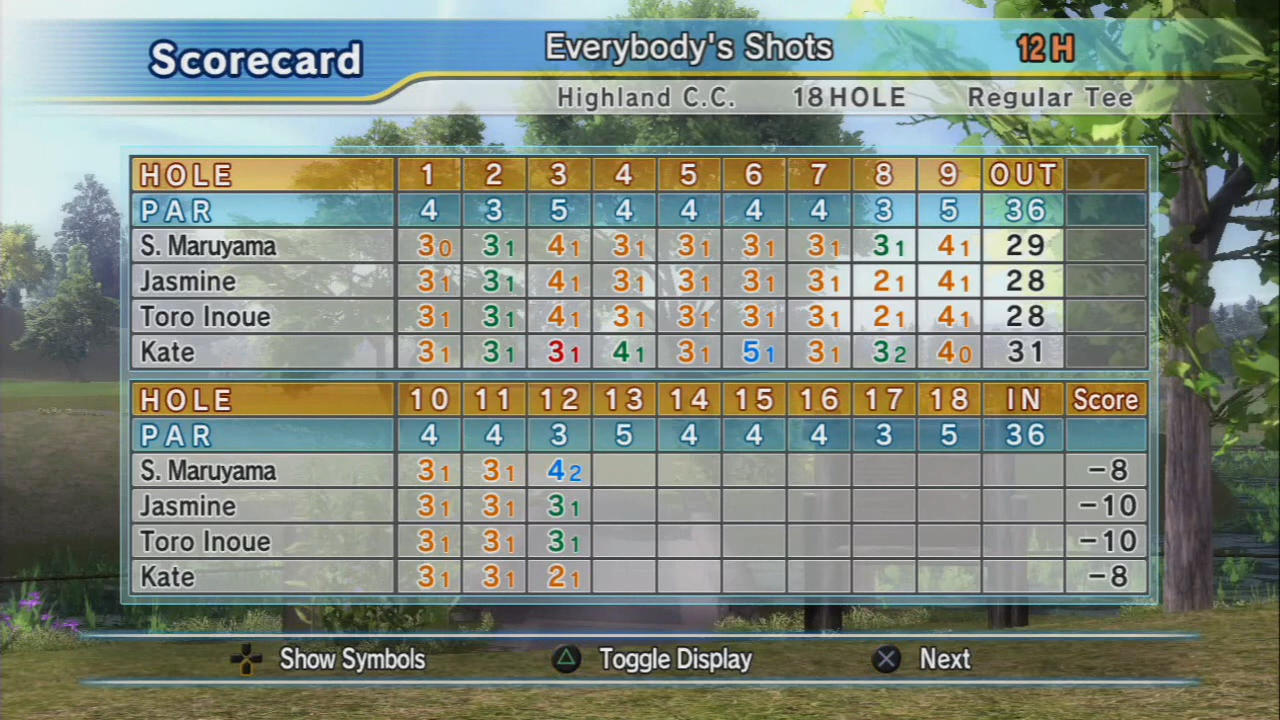 Scorecard
Everybody's Shots 12H
Highland C.C. 18HOLE Regular Tee
HOLE 1 2 3 4 5 6 7 8 9 OUT
PAR 4 3 5 4 4 4 4 3 5 36
S. Maruyama 30 31 41 31 31 31 31 31 41 29
Jasmine 31 31 41 31 31 31 31 21 41 28
Toro Inoue 31 31 41 31 31 31 31 21 41 28
Kate 31 31 31 41 31 51 31 32 40 31
HOLE 10 11 12 13 14 15 16 17 18 IN Score
PAR 4 4 3 5 4 4 4 3 5 36
S. Maruyama 31 31 42 -8
Jasmine 31 31 31 -10
Toro Inoue 31 31 31 -10
Kate 31 31 21 -8
Show Symbols Toggle Display Next